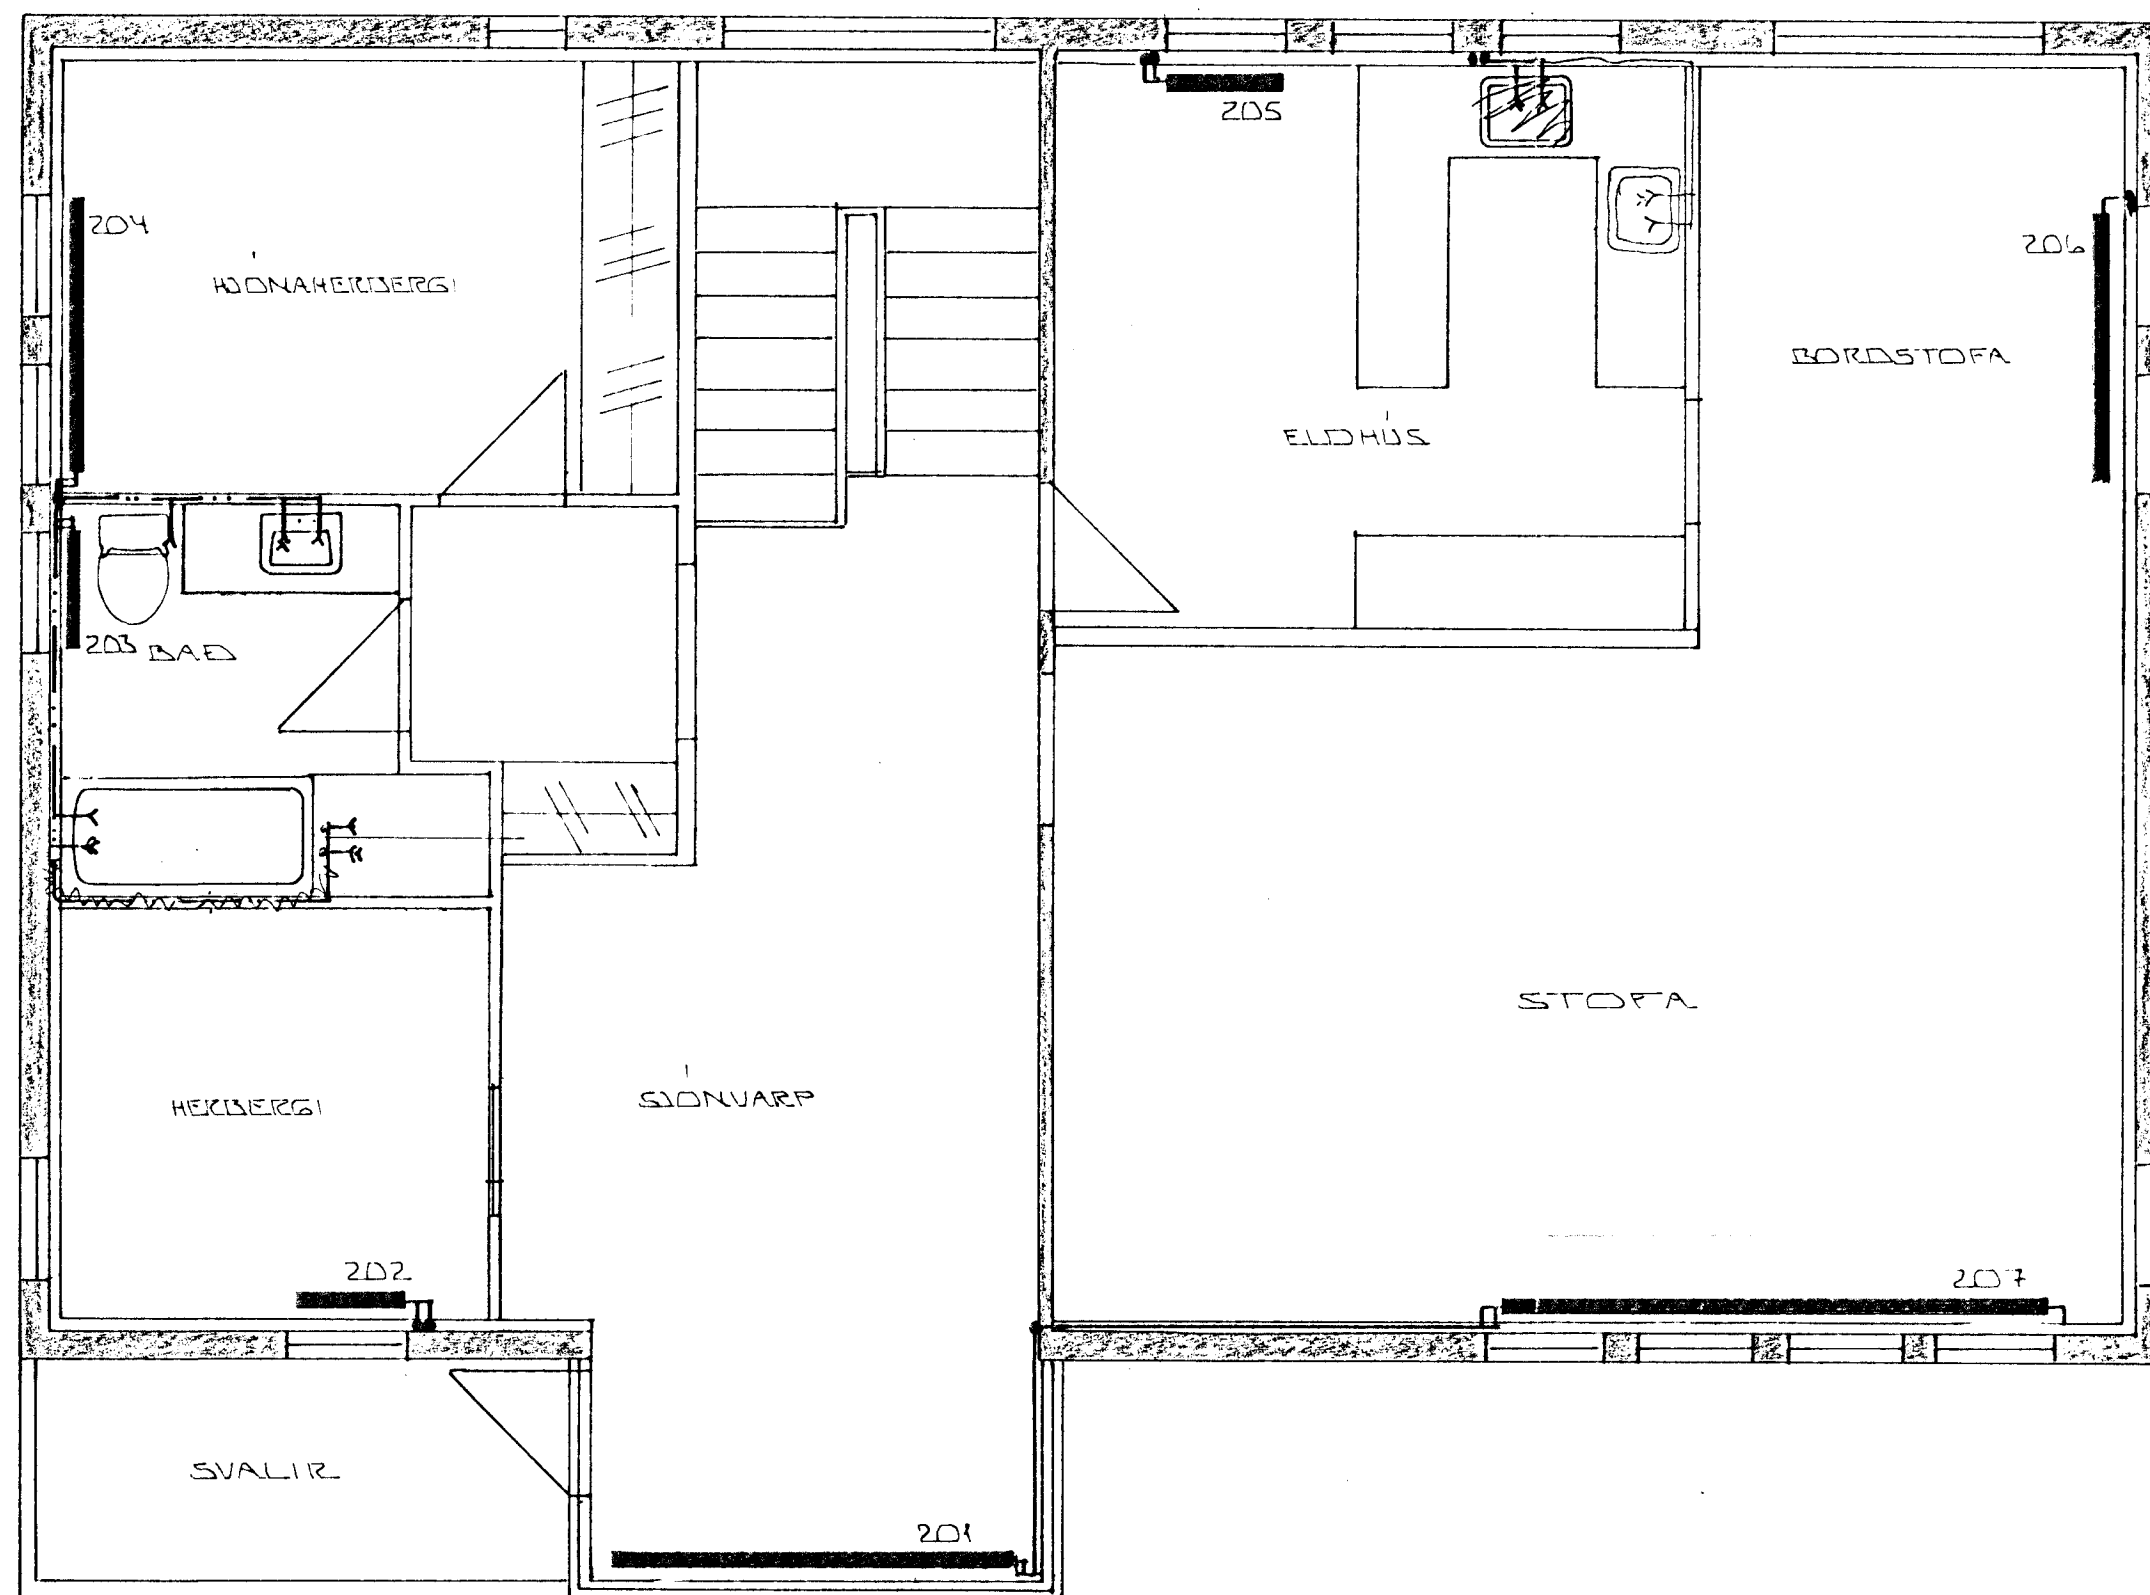 205
204
206
HJÓNAHERBERGI
BORÐSTOFA
ELDHÚS
203 BAÐ
STOFA
HERBERGI
SJÓNVARP
202
207
SVALIR
201